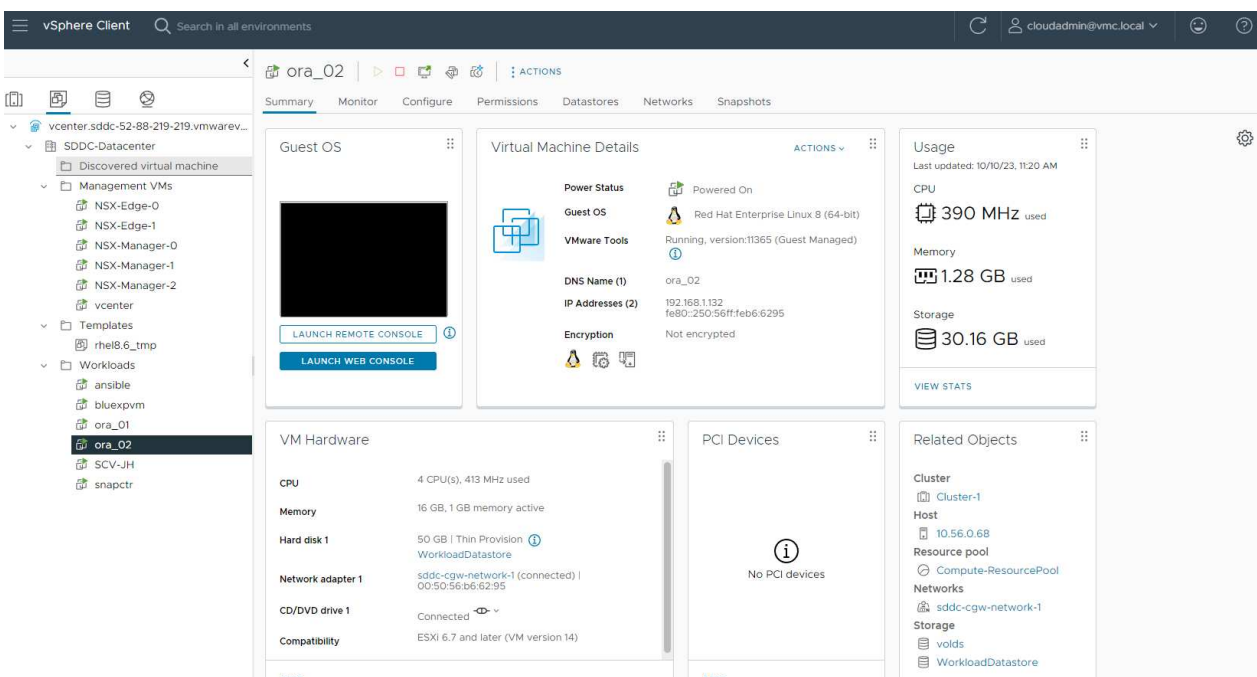 vSphere Client
Search in all environments
cloudadmin@vmc.local
vcenter.sddc-52-88-219-219.vmwarev...
SDDC-Datacenter
Discovered virtual machine
Management VMs
NSX-Edge-0
NSX-Edge-1
NSX-Manager-0
NSX-Manager-1
NSX-Manager-2
vcenter
Templates
rhel8.6_tmp
Workloads
ansible
bluexpvm
ora_01
ora_02
SCV-JH
snapctr
ora_02
ACTIONS
Summary Monitor Configure Permissions Datastores Networks Snapshots
Guest OS
LAUNCH REMOTE CONSOLE
LAUNCH WEB CONSOLE
Virtual Machine Details
ACTIONS
Power Status Powered On
Guest OS Red Hat Enterprise Linux 8 (64-bit)
VMware Tools Running, version:11365 (Guest Managed)
DNS Name (1) ora_02
IP Addresses (2) 192.168.1.132
fe80::250:56ff:feb6:6295
Encryption Not encrypted
Usage
Last updated: 10/10/23, 11:20 AM
CPU
390 MHz used
Memory
1.28 GB used
Storage
30.16 GB used
VIEW STATS
VM Hardware
CPU 4 CPU(s), 413 MHz used
Memory 16 GB, 1 GB memory active
Hard disk 1 50 GB | Thin Provision
WorkloadDatastore
Network adapter 1 sddc-cgw-network-1 (connected) |
00:50:56:b6:62:95
CD/DVD drive 1 Connected
Compatibility ESXi 6.7 and later (VM version 14)
PCI Devices
No PCI devices
Related Objects
Cluster
Cluster-1
Host
10.56.0.68
Resource pool
Compute-ResourcePool
Networks
sddc-cgw-network-1
Storage
volds
WorkloadDatastore